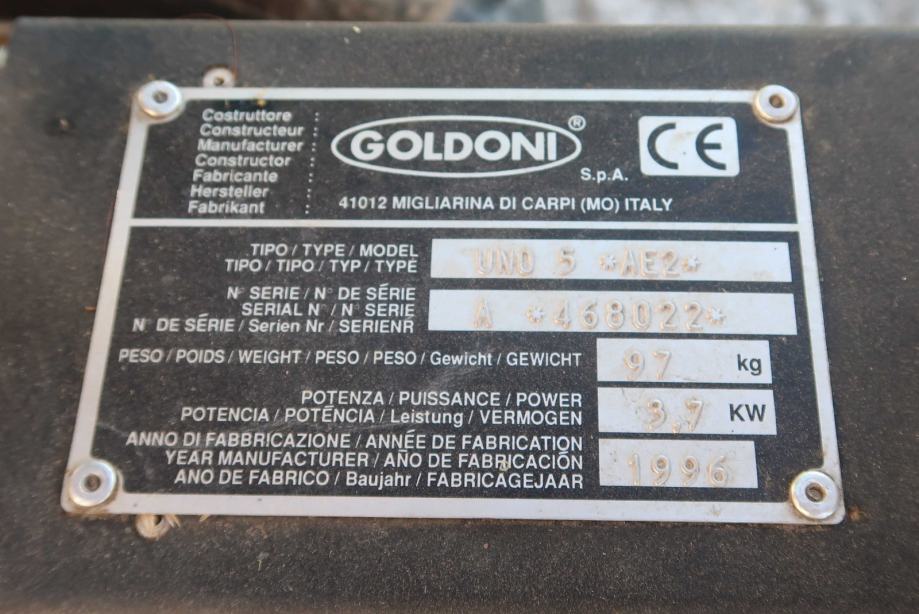 Costruttore :
Constructeur :
Manufacturer :
Constructor :
Fabricante :
Hersteller :
Fabrikant :
GOLDONI ®
S.p.A.
CE
41012 MIGLIARINA DI CARPI (MO) ITALY
TIPO / TYPE / MODEL
TIPO / TIPO / TYP / TYPE
UNO 5 *AE2*
N° SERIE / N° DE SÉRIE
SERIAL N° / N° SERIE
N° DE SÉRIE / Serien Nr / SERIENR
A *468022*
PESO / POIDS / WEIGHT / PESO / PESO / Gewicht / GEWICHT
97 kg
POTENZA / PUISSANCE / POWER
POTENCIA / POTÊNCIA / Leistung / VERMOGEN
3,7 KW
ANNO DI FABBRICAZIONE / ANNÉE DE FABRICATION
YEAR MANUFACTURER / AÑO DE FABRICACIÓN
ANO DE FABRICO / Baujahr / FABRICAGEJAAR
1996